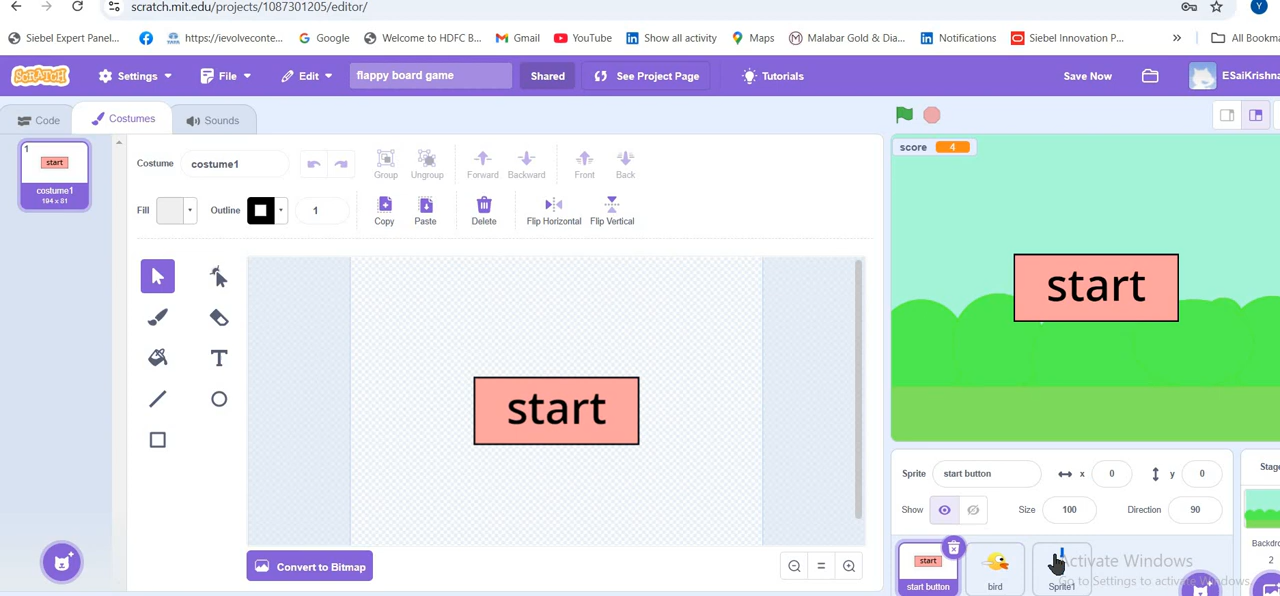 scratch.mit.edu/projects/1087301205/editor/
Y
Siebel Expert Panel... https://ievolveconte... Google Welcome to HDFC B... Gmail YouTube Show all activity Maps Malabar Gold & Dia... Notifications Siebel Innovation P... » All Bookma
SCRATCH Settings File Edit flappy board game Shared See Project Page Tutorials Save Now ESaiKrishna
Code Costumes Sounds
1
start
costume1
194 x 81
Costume costume1 Group Ungroup Forward Backward Front Back
Fill Outline 1 Copy Paste Delete Flip Horizontal Flip Vertical
T
start
Convert to Bitmap
score 4
start
Sprite start button x 0 y 0
Show Size 100 Direction 90
start
start button
bird
Sprite1
Stage
Backdro
2
Activate Windows
Go to Settings to activate Windows.